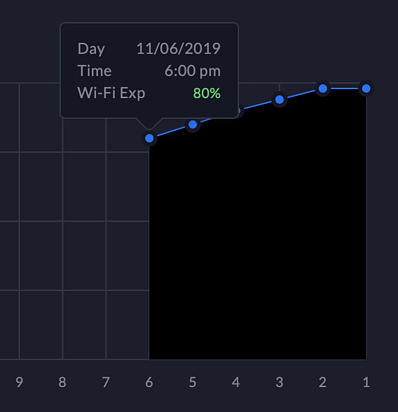 Day 11/06/2019
Time 6:00 pm
Wi-Fi Exp 80%
9 8 7 6 5 4 3 2 1